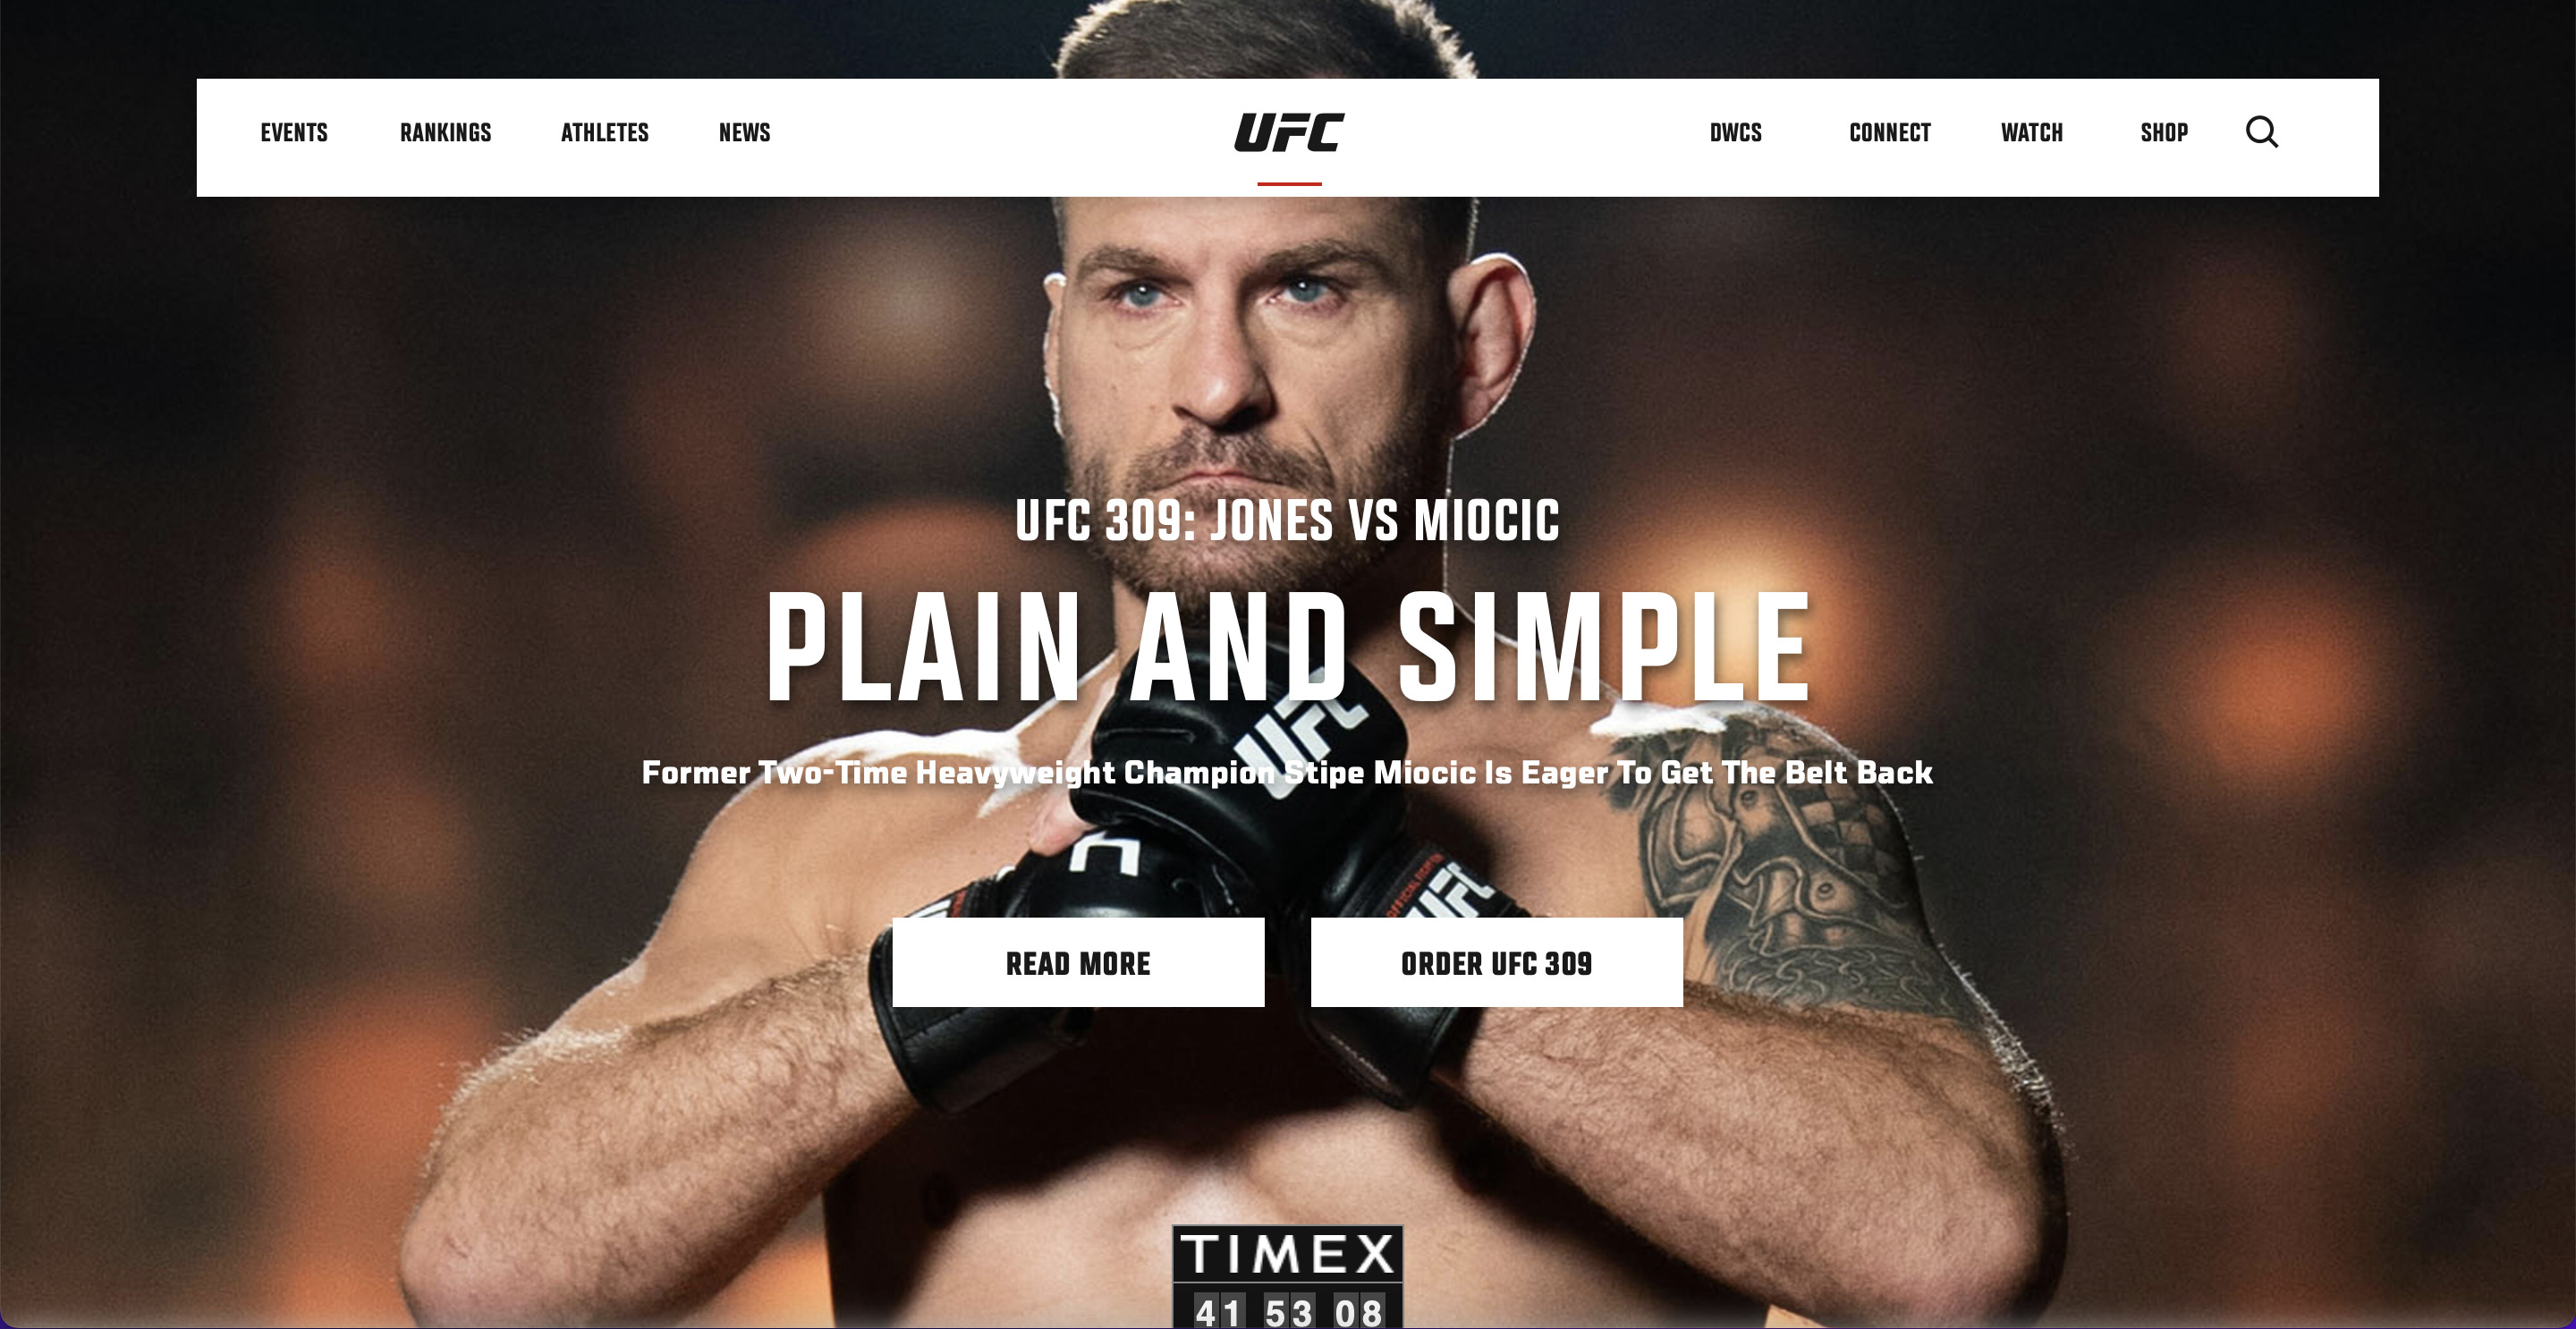 EVENTS RANKINGS ATHLETES NEWS UFC DWCS CONNECT WATCH SHOP
UFC 309: JONES VS MIOCIC
PLAIN AND SIMPLE
UFC
Former Two-Time Heavyweight Champion Stipe Miocic Is Eager To Get The Belt Back
UFC
READ MORE ORDER UFC 309
TIMEX
41 53 08